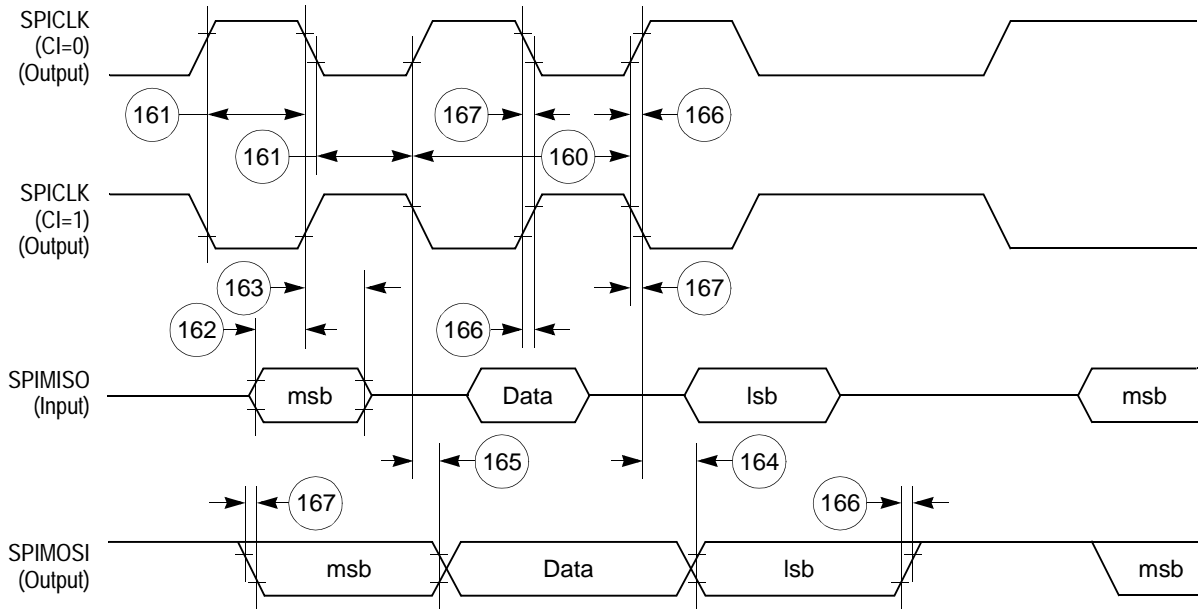 SPICLK
(CI=0)
(Output)
161
167
166
161
160
SPICLK
(CI=1)
(Output)
163
167
162
166
SPIMISO
(Input)
msb
Data
lsb
msb
165
164
167
166
SPIMOSI
(Output)
msb
Data
lsb
msb